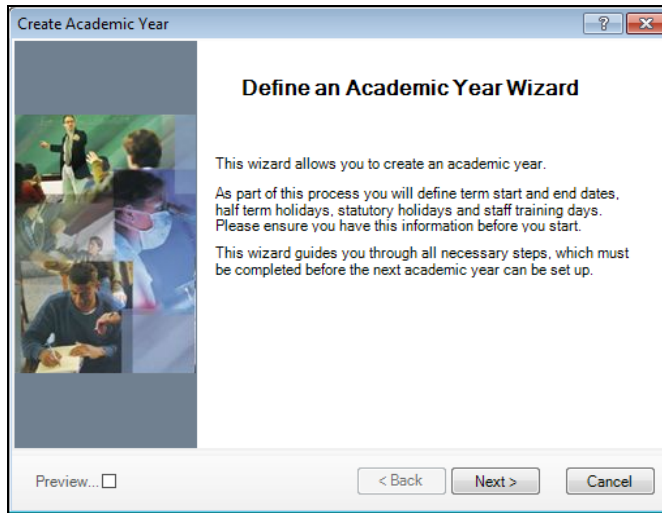 Create Academic Year
Define an Academic Year Wizard
This wizard allows you to create an academic year.
As part of this process you will define term start and end dates,
half term holidays, statutory holidays and staff training days.
Please ensure you have this information before you start.
This wizard guides you through all necessary steps, which must
be completed before the next academic year can be set up.
Preview...
< Back
Next >
Cancel